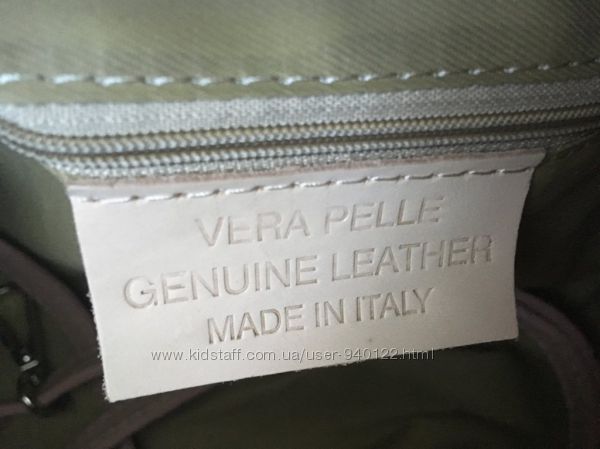 VERA PELLE
GENUINE LEATHER
MADE IN ITALY
www.kidstaff.com.ua/user-940122.html